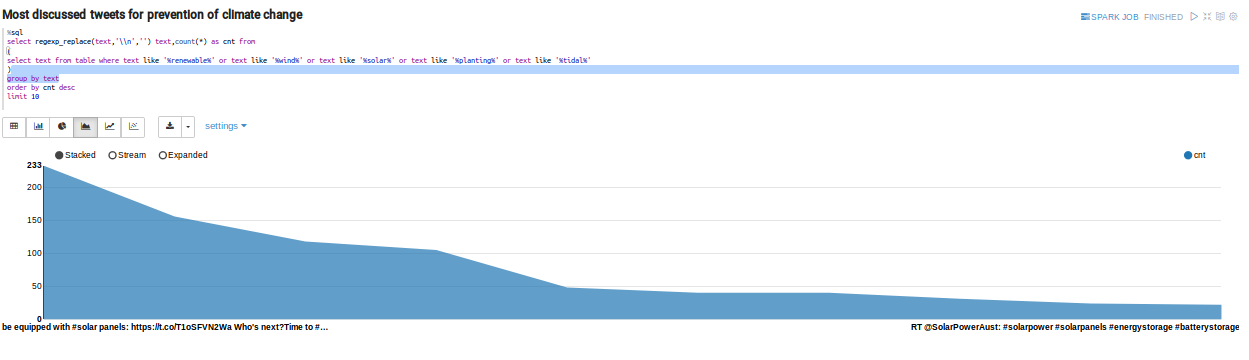 Most discussed tweets for prevention of climate change
SPARK JOB FINISHED
%sql
select regexp_replace(text,'\\n','') text,count(*) as cnt from
(
select text from table where text like '%renewable%' or text like '%wind%' or text like '%solar%' or text like '%planting%' or text like '%tidal%'
)
group by text
order by cnt desc
limit 10
settings
Stacked Stream Expanded
cnt
233
200
150
100
50
0
be equipped with #solar panels: https://t.co/T1oSFVN2Wa Who's next?Time to #...
RT @SolarPowerAust: #solarpower #solarpanels #energystorage #batterystorage